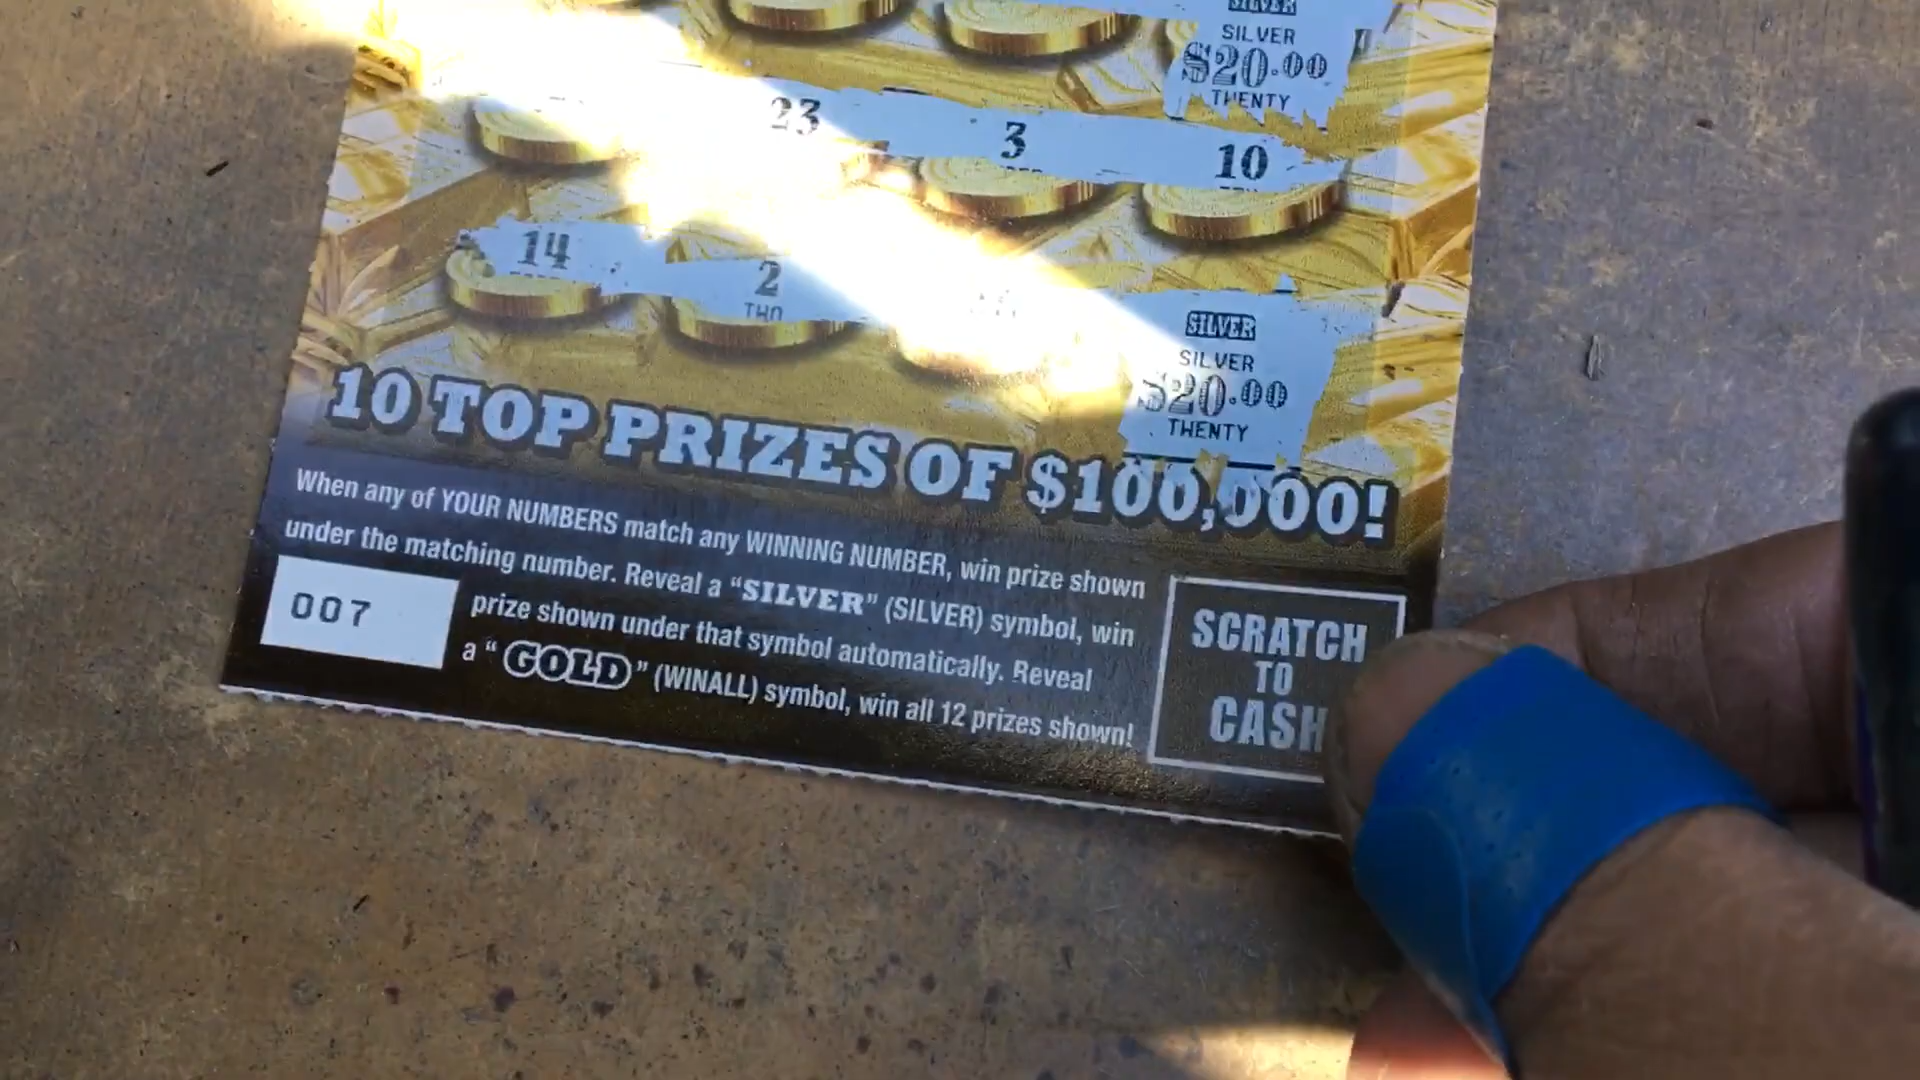 SILVER
SILVER
$20.00
TWENTY
23
3
10
14
2
TWO
SILVER
SILVER
$20.00
TWENTY
10 TOP PRIZES OF $100,000!
When any of YOUR NUMBERS match any WINNING NUMBER, win prize shown
under the matching number. Reveal a "SILVER" (SILVER) symbol, win
prize shown under that symbol automatically. Reveal
a "GOLD" (WINALL) symbol, win all 12 prizes shown!
007
SCRATCH
TO
CASH